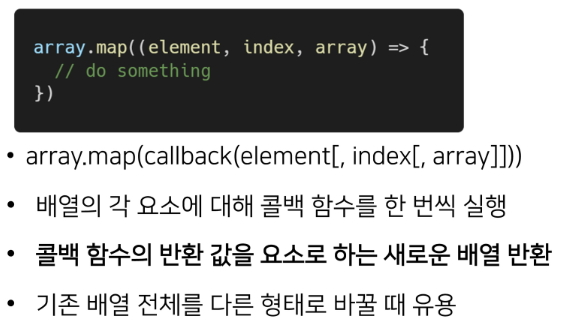 array.map((element, index, array) => {
// do something
})
• array.map(callback(element[, index[, array]]))
• 배열의 각 요소에 대해 콜백 함수를 한 번씩 실행
• 콜백 함수의 반환 값을 요소로 하는 새로운 배열 반환
• 기존 배열 전체를 다른 형태로 바꿀 때 유용